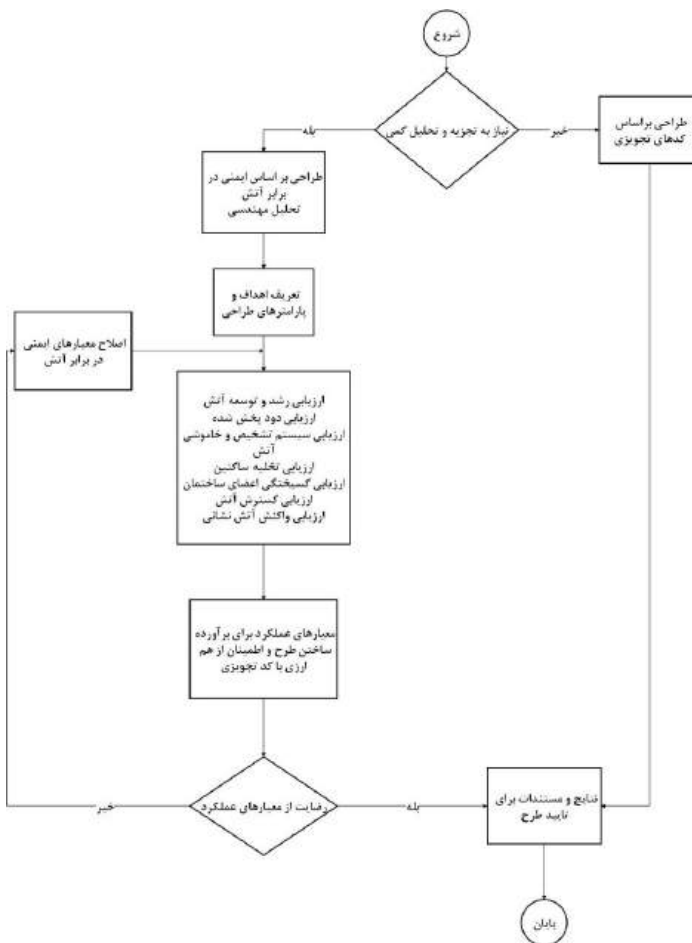 شروع
نیاز به تجزیه و تحلیل کمی
بله
خیر
طراحی براساس
کدهای تجویزی
طراحی بر اساس ایمنی در
برابر آتش
تحلیل مهندسی
تعریف اهداف و
پارامترهای طراحی
اصلاح معیارهای ایمنی
در برابر آتش
ارزیابی رشد و توسعه آتش
ارزیابی دود پخش شده
ارزیابی سیستم تشخیص و خاموشی
آتش
ارزیابی تخلیه ساکنین
ارزیابی گسیختگی اعضای ساختمان
ارزیابی گسترش آتش
ارزیابی واکنش آتش نشانی
معیارهای عملکرد برای برآورده
ساختن طرح و اطمینان از هم
ارزی با کد تجویزی
رضایت از معیارهای عملکرد
خیر
بله
نتایج و مستندات برای
تایید طرح
پایان